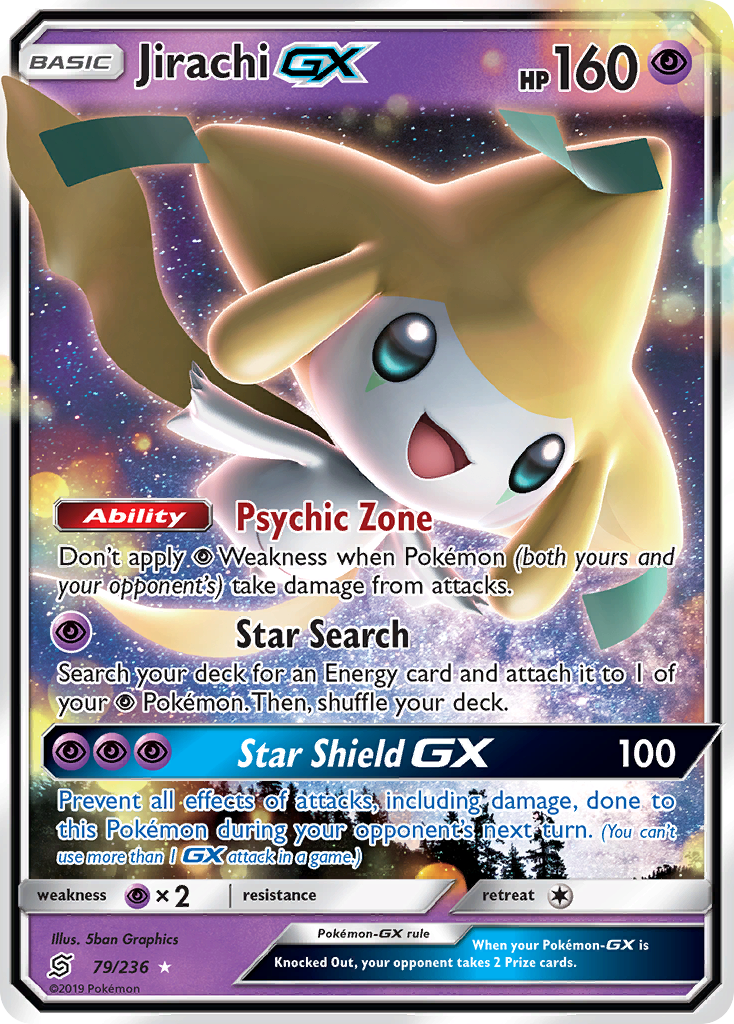 BASIC Jirachi GX HP 160
Ability Psychic Zone
Don't apply Weakness when Pokémon (both yours and
your opponent's) take damage from attacks.
Star Search
Search your deck for an Energy card and attach it to 1 of
your Pokémon. Then, shuffle your deck.
Star Shield GX 100
Prevent all effects of attacks, including damage, done to
this Pokémon during your opponent's next turn. (You can't
use more than 1 GX attack in a game.)
weakness ×2 resistance retreat
Illus. 5ban Graphics
Pokémon-GX rule
When your Pokémon-GX is
Knocked Out, your opponent takes 2 Prize cards.
79/236 ★
©2019 Pokémon